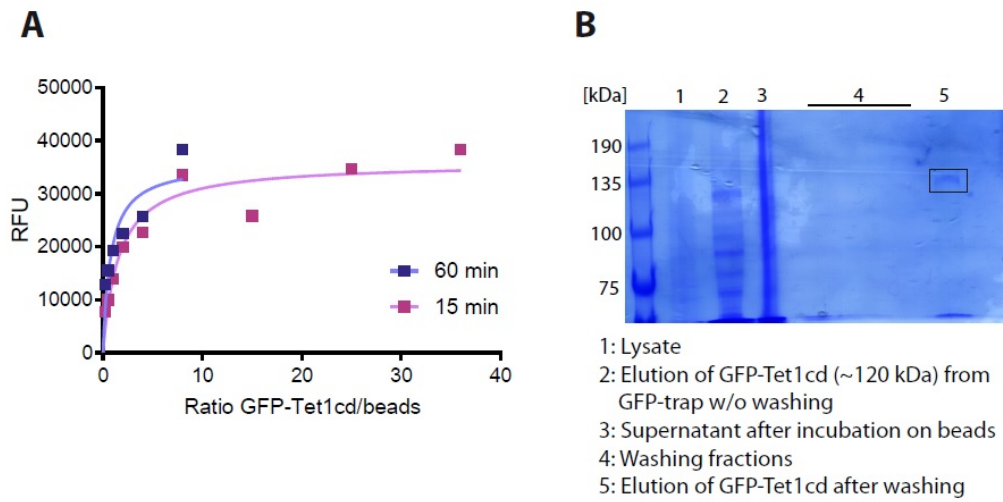 A
50000
40000
30000
20000
10000
0
RFU
0 10 20 30 40
Ratio GFP-Tet1cd/beads
60 min
15 min
B
[kDa] 1 2 3 4 5
190
135
100
75
1: Lysate
2: Elution of GFP-Tet1cd (~120 kDa) from
GFP-trap w/o washing
3: Supernatant after incubation on beads
4: Washing fractions
5: Elution of GFP-Tet1cd after washing